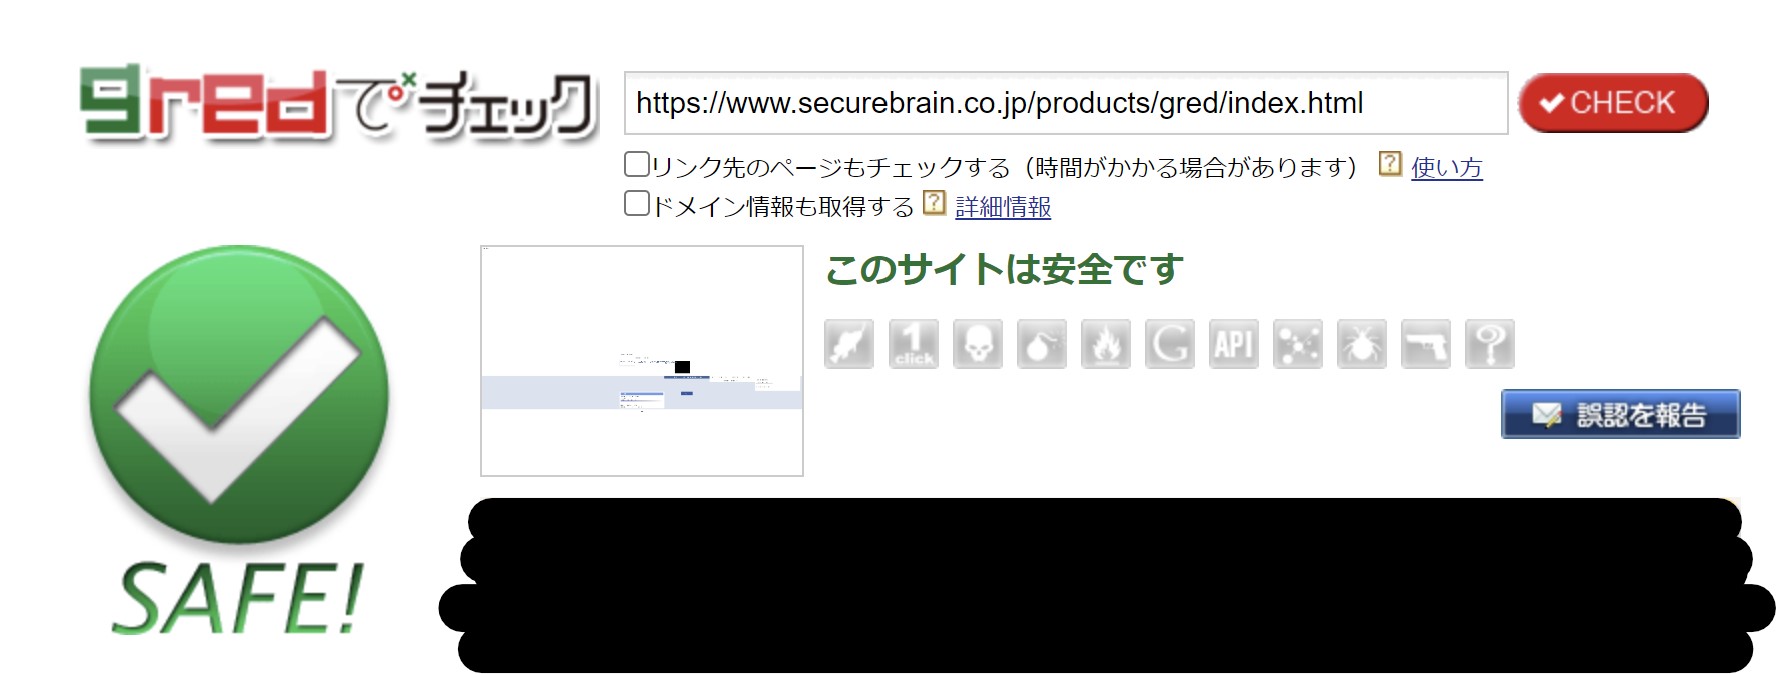 gredでチェック
https://www.securebrain.co.jp/products/gred/index.html
CHECK
リンク先のページもチェックする（時間がかかる場合があります） ? 使い方
ドメイン情報も取得する ? 詳細情報
このサイトは安全です
1 click G API ?
誤認を報告
SAFE!